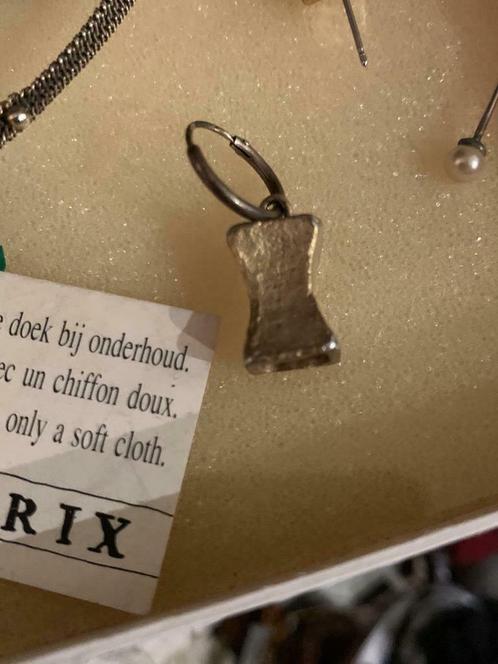 doek bij onderhoud.
un chiffon doux.
only a soft cloth.
RIX